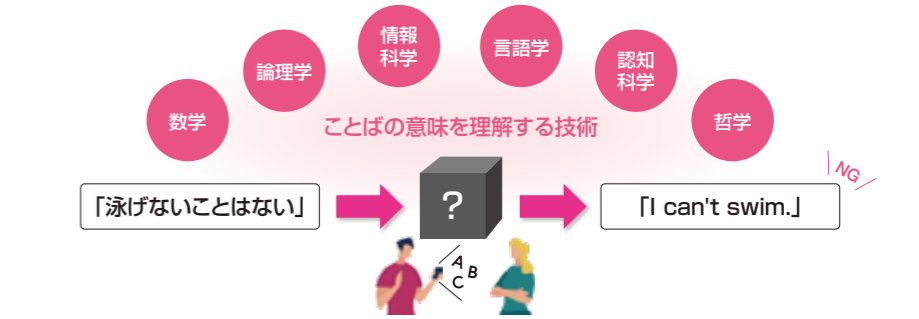 数学
論理学
情報
科学
言語学
認知
科学
哲学
ことばの意味を理解する技術
「泳げないことはない」
?
「I can't swim.」
NG
A
B
C